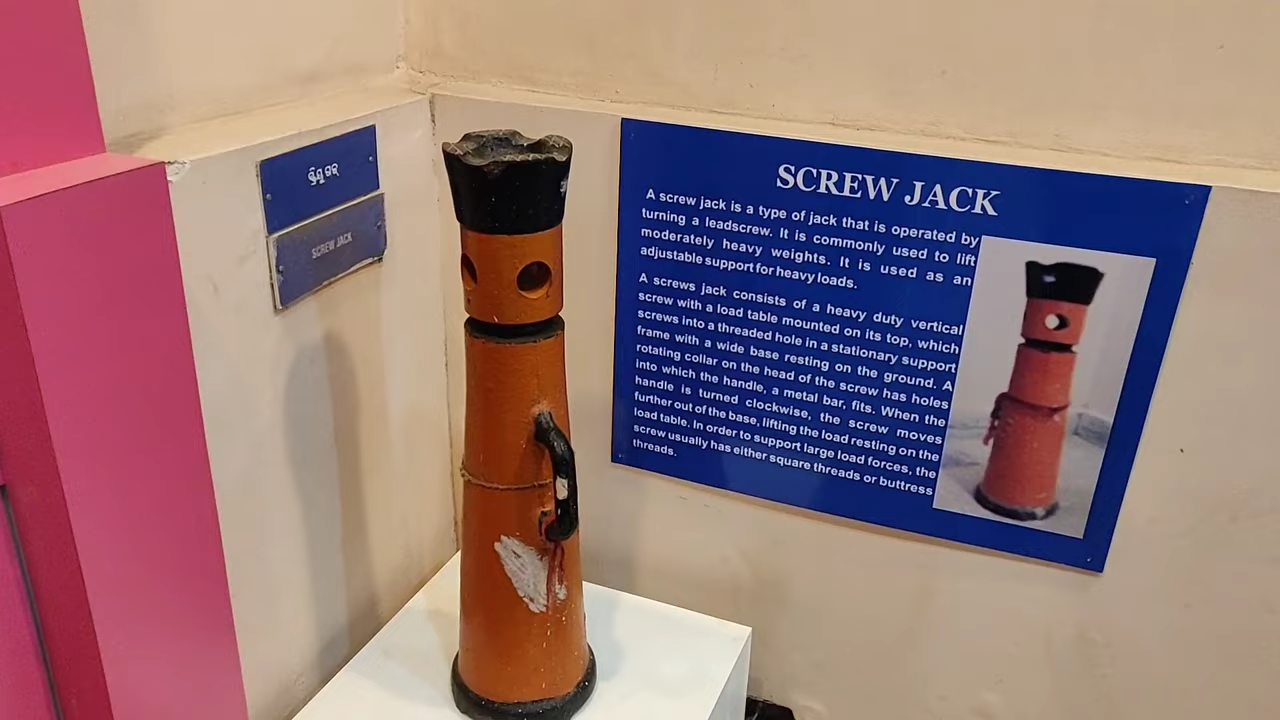 ସ୍କ୍ରିୟୁ ଜ୍ୟାକ୍
SCREW JACK
SCREW JACK
A screw jack is a type of jack that is operated by
turning a leadscrew. It is commonly used to lift
moderately heavy weights. It is used as an
adjustable support for heavy loads.
A screws jack consists of a heavy duty vertical
screw with a load table mounted on its top, which
screws into a threaded hole in a stationary support
frame with a wide base resting on the ground. A
rotating collar on the head of the screw has holes
into which the handle, a metal bar, fits. When the
handle is turned clockwise, the screw moves
further out of the base, lifting the load resting on the
load table. In order to support large load forces, the
screw usually has either square threads or buttress
threads.